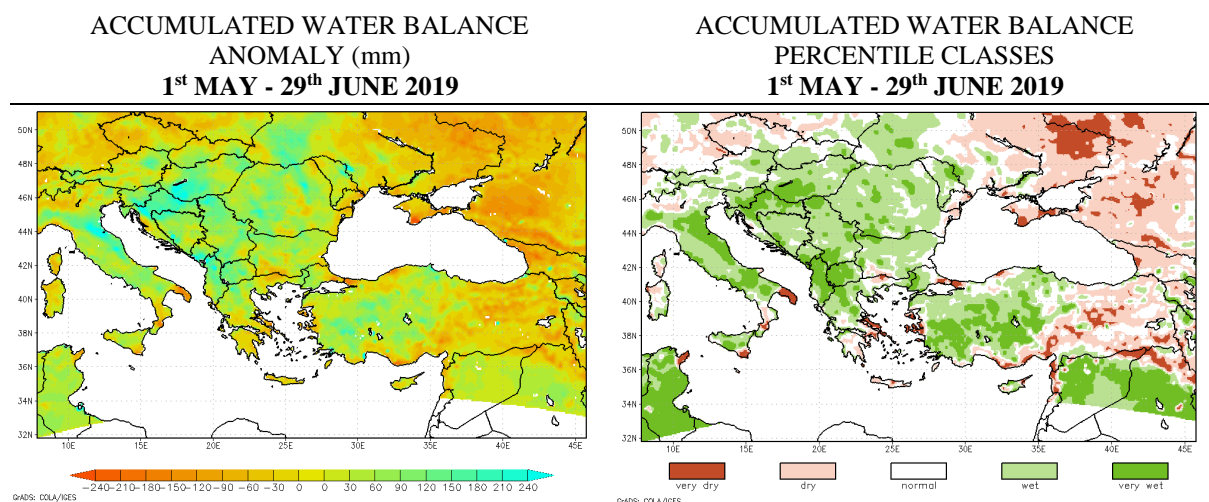 ACCUMULATED WATER BALANCE
ANOMALY (mm)
1st MAY - 29th JUNE 2019
ACCUMULATED WATER BALANCE
PERCENTILE CLASSES
1st MAY - 29th JUNE 2019
50N
48N
46N
44N
42N
40N
38N
36N
34N
32N
10E 15E 20E 25E 30E 35E 40E 45E
-240 -210 -180 -150 -120 -90 -60 -30 0 30 60 90 120 150 180 210 240
GrADS: COLA/IGES
50N
48N
46N
44N
42N
40N
38N
36N
34N
32N
10E 15E 20E 25E 30E 35E 40E 45E
very dry dry normal wet very wet
GrADS: COLA/IGES